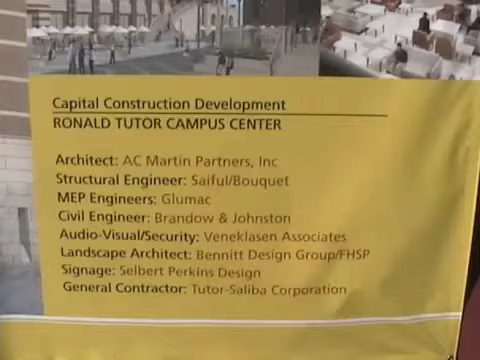 Capital Construction Development
RONALD TUTOR CAMPUS CENTER
Architect: AC Martin Partners, Inc
Structural Engineer: Saiful/Bouquet
MEP Engineers: Glumac
Civil Engineer: Brandow & Johnston
Audio-Visual/Security: Veneklasen Associates
Landscape Architect: Bennitt Design Group/FHSP
Signage: Selbert Perkins Design
General Contractor: Tutor-Saliba Corporation